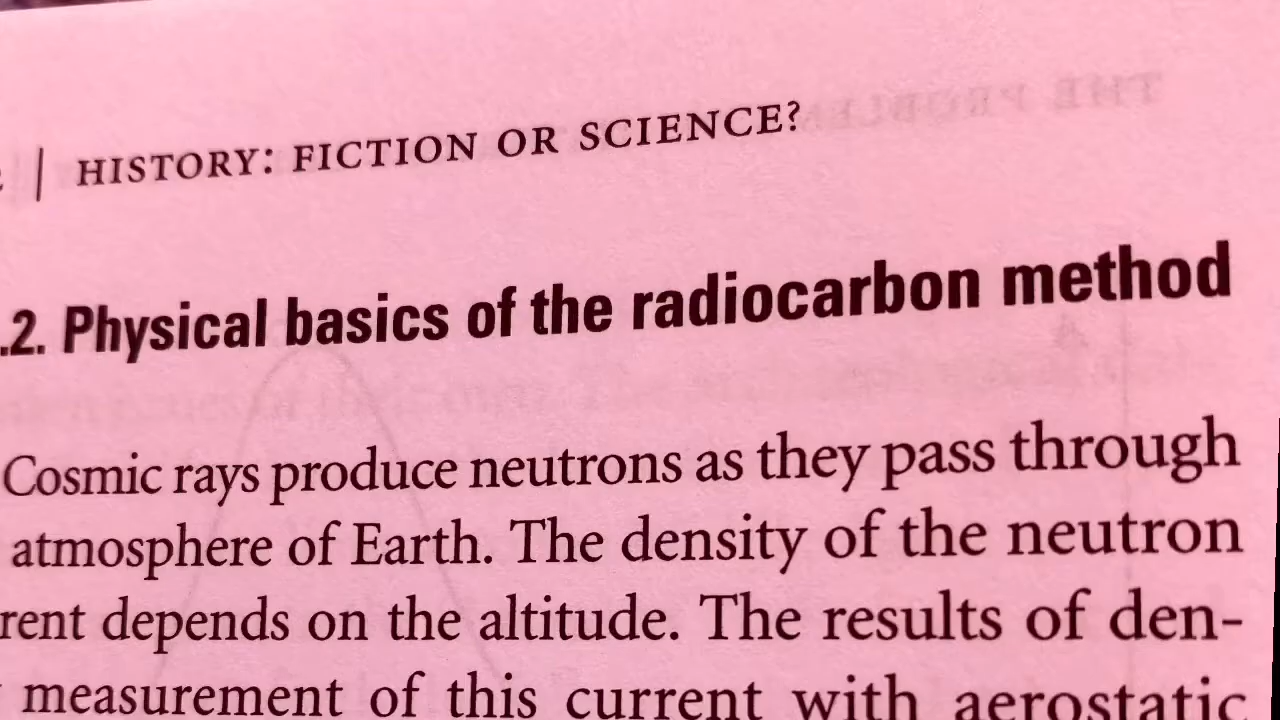 | HISTORY: FICTION OR SCIENCE?
.2. Physical basics of the radiocarbon method
Cosmic rays produce neutrons as they pass through
atmosphere of Earth. The density of the neutron
rent depends on the altitude. The results of den-
measurement of this current with aerostatic